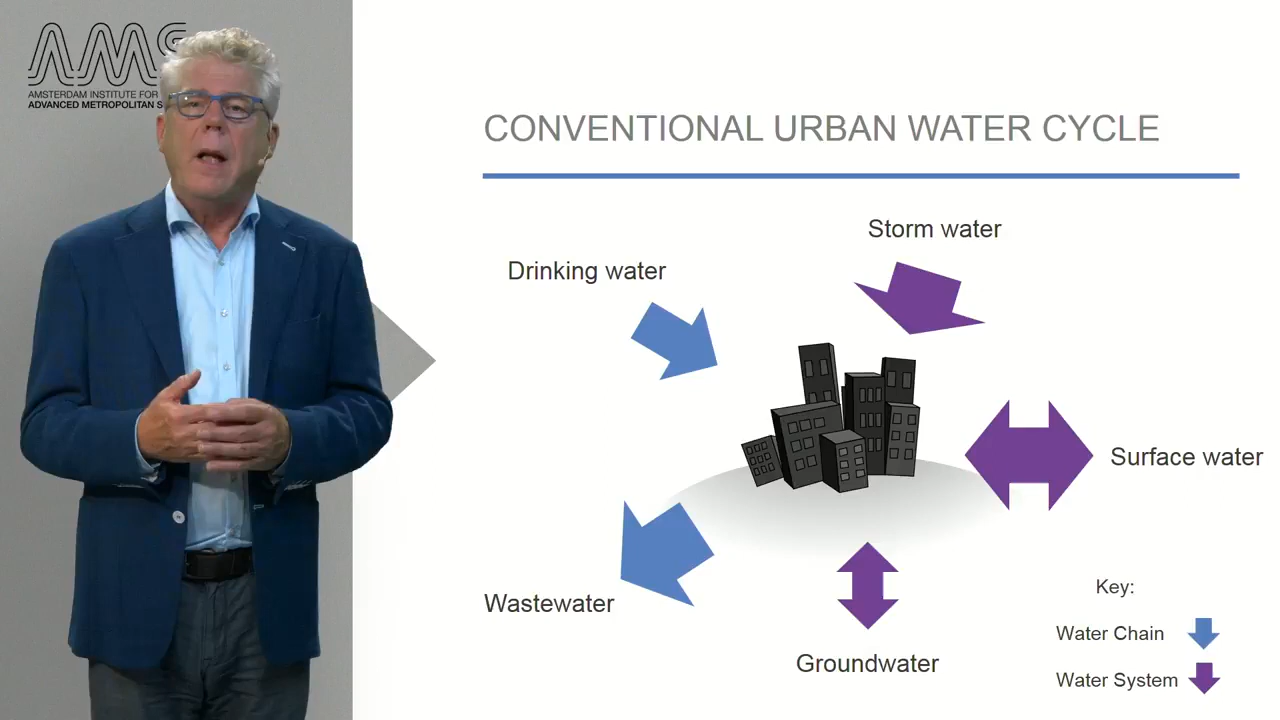 AMS
AMSTERDAM INSTITUTE FOR
ADVANCED METROPOLITAN S
CONVENTIONAL URBAN WATER CYCLE
Storm water
Drinking water
Surface water
Wastewater
Groundwater
Key:
Water Chain
Water System